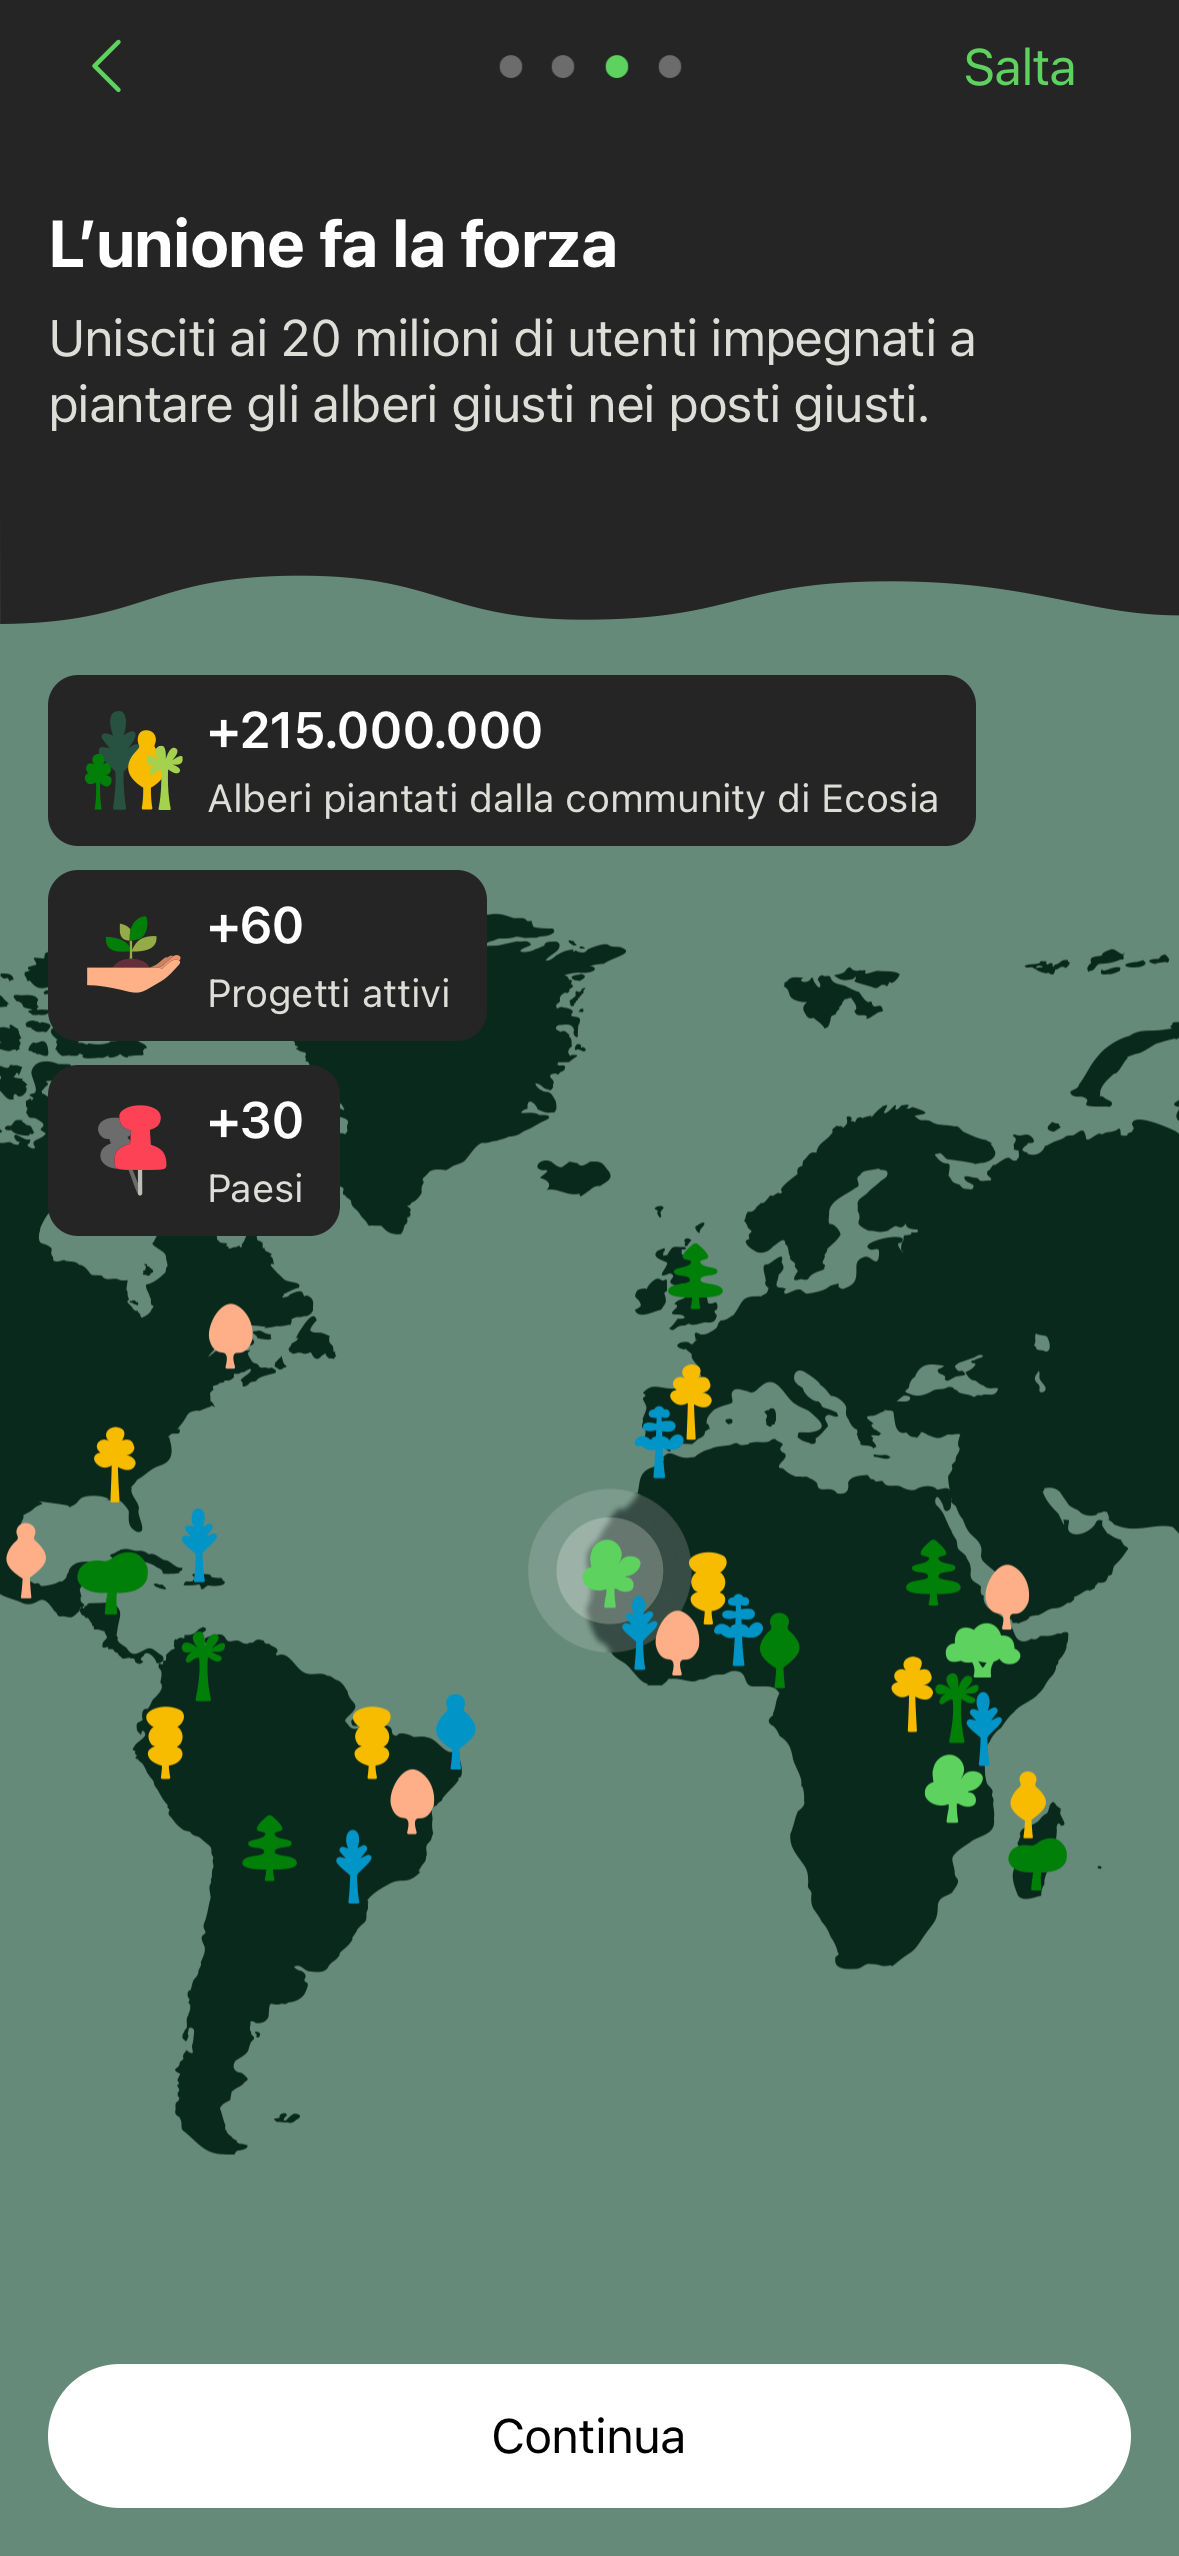 Salta
L’unione fa la forza
Unisciti ai 20 milioni di utenti impegnati a
piantare gli alberi giusti nei posti giusti.
+215.000.000
Alberi piantati dalla community di Ecosia
+60
Progetti attivi
+30
Paesi
Continua